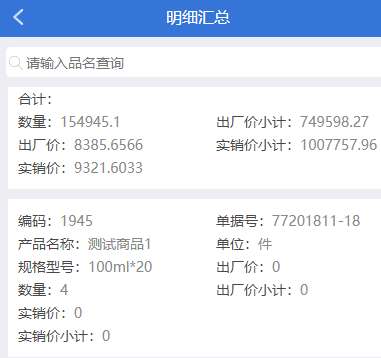 明细汇总
请输入品名查询
合计：
数量：154945.1 出厂价小计：749598.27
出厂价：8385.6566 实销价小计：1007757.96
实销价：9321.6033
编码：1945 单据号：77201811-18
产品名称：测试商品1 单位：件
规格型号：100ml*20 出厂价：0
数量：4 出厂价小计：0
实销价：0
实销价小计：0